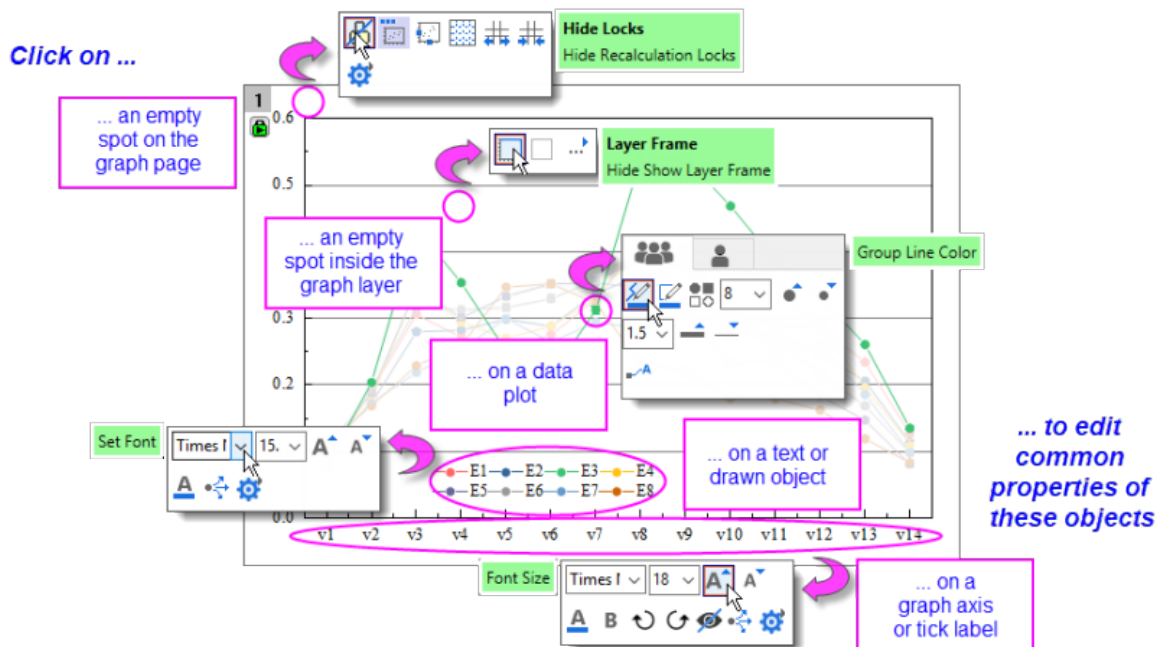 Hide Locks
Hide Recalculation Locks
Click on ...
... an empty
spot on the
graph page
1
0.6
Layer Frame
Hide Show Layer Frame
0.5
... an empty
spot inside the
graph layer
Group Line Color
8
1.5
0.3
... on a data
plot
0.2
Set Font
Times
15.
A A
A
... on a text or
drawn object
E1 E2 E3 E4
E5 E6 E7 E8
... to edit
common
properties of
these objects
0.0
v1 v2 v3 v4 v5 v6 v7 v8 v9 v10 v11 v12 v13 v14
Font Size
Times
18
A A
A B
... on a
graph axis
or tick label